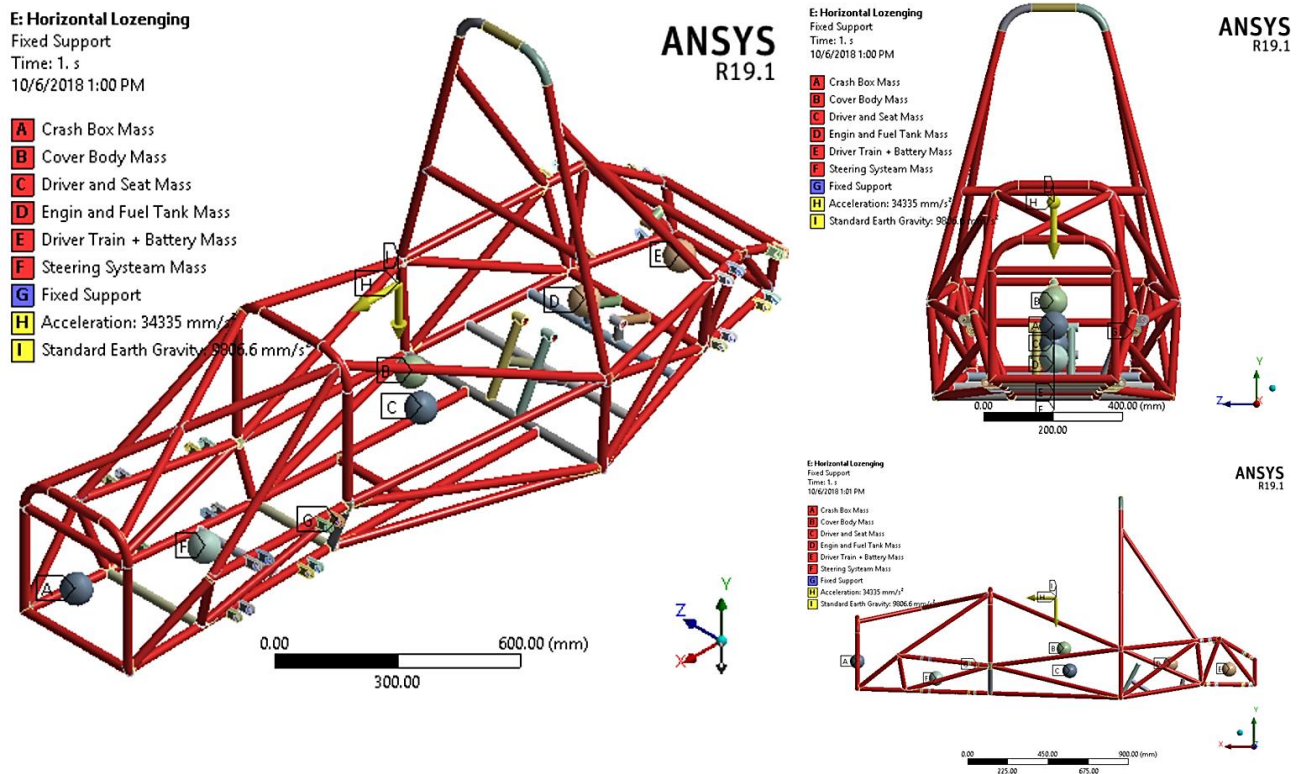 E: Horizontal Lozenging
Fixed Support
Time: 1. s
10/6/2018 1:00 PM
ANSYS
R19.1
A Crash Box Mass
B Cover Body Mass
C Driver and Seat Mass
D Engin and Fuel Tank Mass
E Driver Train + Battery Mass
F Steering Systeam Mass
G Fixed Support
H Acceleration: 34335 mm/s²
I Standard Earth Gravity: 9806.6 mm/s²
I
H
E
D
B
C
G
F
A
Y
Z
X
0.00 600.00 (mm)
300.00
E: Horizontal Lozenging
Fixed Support
Time: 1. s
10/6/2018 1:00 PM
ANSYS
R19.1
A Crash Box Mass
B Cover Body Mass
C Driver and Seat Mass
D Engin and Fuel Tank Mass
E Driver Train + Battery Mass
F Steering Systeam Mass
G Fixed Support
H Acceleration: 34335 mm/s²
I Standard Earth Gravity: 9806.6 mm/s²
H
B
A
D
Y
Z
X
0.00 400.00 (mm)
200.00
E: Horizontal Lozenging
Fixed Support
Time: 1. s
10/6/2018 1:01 PM
ANSYS
R19.1
A Crash Box Mass
B Cover Body Mass
C Driver and Seat Mass
D Engin and Fuel Tank Mass
E Driver Train + Battery Mass
F Steering Systeam Mass
G Fixed Support
H Acceleration: 34335 mm/s²
I Standard Earth Gravity: 9806.6 mm/s²
I
H
B
A
G
C
D
E
F
Y
X
Z
0.00 450.00 900.00 (mm)
225.00 675.00